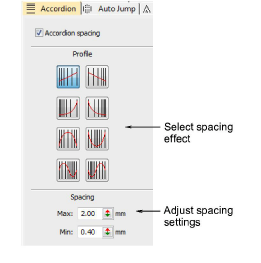 Accordion Auto Jump
Accordion spacing
Profile
Select spacing
effect
Spacing
Max: 2.00 mm
Adjust spacing
settings
Min: 0.40 mm